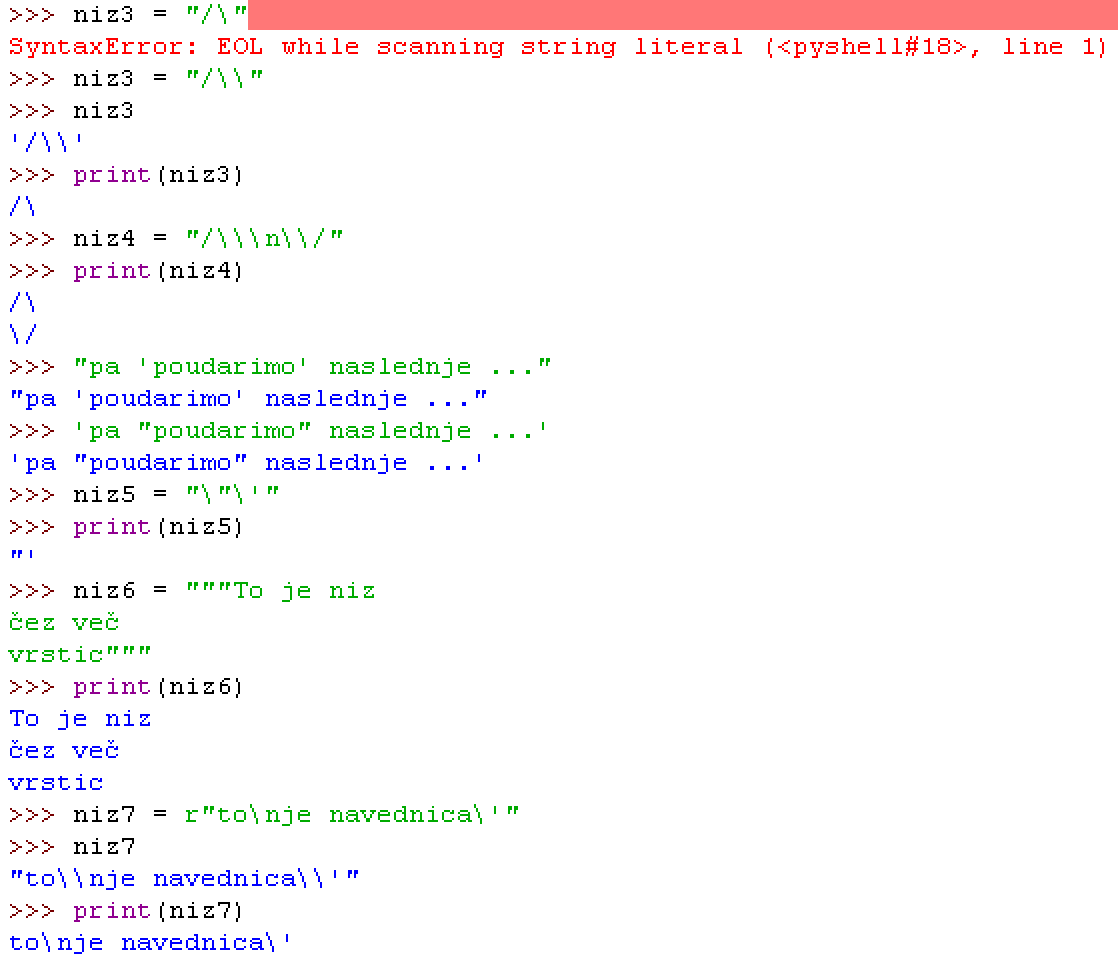 >>> niz3 = "/\"
SyntaxError: EOL while scanning string literal (<pyshell#18>, line 1)
>>> niz3 = "/\\"
>>> niz3
'/\\'
>>> print(niz3)
/\
>>> niz4 = "/\\\n\\/"
>>> print(niz4)
/\
\/
>>> "pa 'poudarimo' naslednje ..."
"pa 'poudarimo' naslednje ..."
>>> 'pa "poudarimo" naslednje ...'
'pa "poudarimo" naslednje ...'
>>> niz5 = "\"\'"
>>> print(niz5)
"'
>>> niz6 = """To je niz
čez več
vrstic"""
>>> print(niz6)
To je niz
čez več
vrstic
>>> niz7 = r"to\nje navednica\'"
>>> niz7
"to\\nje navednica\\'"
>>> print(niz7)
to\nje navednica\'